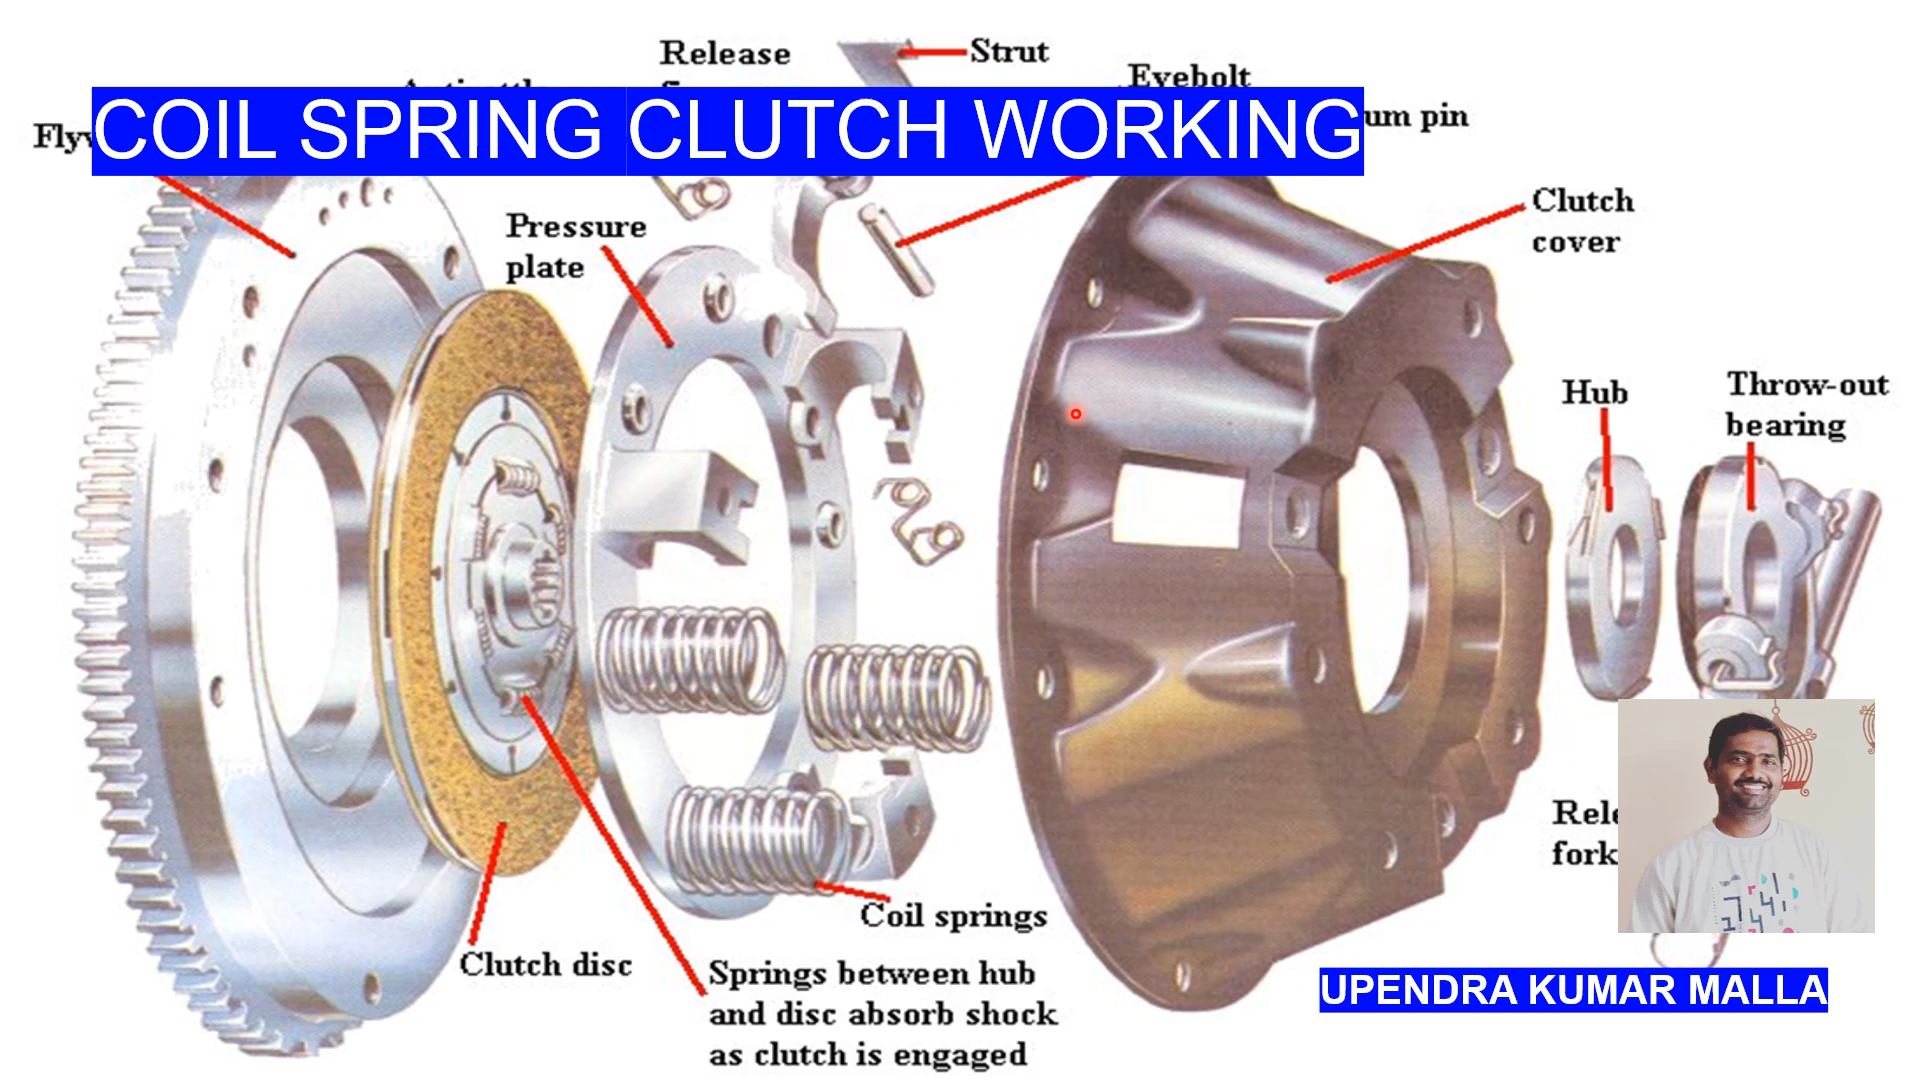 Release
Strut
Eyebolt
COIL SPRING CLUTCH WORKING
um pin
Clutch
cover
Pressure
plate
Hub
Throw-out
bearing
Coil springs
Clutch disc
Springs between hub
and disc absorb shock
as clutch is engaged
fork
UPENDRA KUMAR MALLA